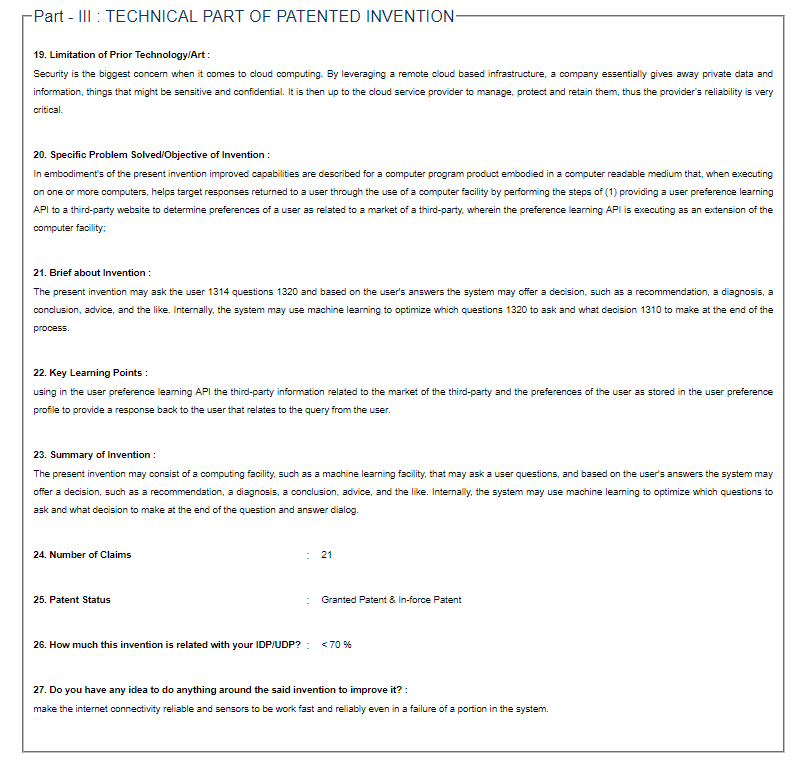 Part - III : TECHNICAL PART OF PATENTED INVENTION
19. Limitation of Prior Technology/Art :
Security is the biggest concern when it comes to cloud computing. By leveraging a remote cloud based infrastructure, a company essentially gives away private data and
information, things that might be sensitive and confidential. It is then up to the cloud service provider to manage, protect and retain them, thus the provider's reliability is very
critical.
20. Specific Problem Solved/Objective of Invention :
In embodiment's of the present invention improved capabilities are described for a computer program product embodied in a computer readable medium that, when executing
on one or more computers, helps target responses returned to a user through the use of a computer facility by performing the steps of (1) providing a user preference learning
API to a third-party website to determine preferences of a user as related to a market of a third-party, wherein the preference learning API is executing as an extension of the
computer facility;
21. Brief about Invention :
The present invention may ask the user 1314 questions 1320 and based on the user's answers the system may offer a decision, such as a recommendation, a diagnosis, a
conclusion, advice, and the like. Internally, the system may use machine learning to optimize which questions 1320 to ask and what decision 1310 to make at the end of the
process.
22. Key Learning Points :
using in the user preference learning API the third-party information related to the market of the third-party and the preferences of the user as stored in the user preference
profile to provide a response back to the user that relates to the query from the user.
23. Summary of Invention :
The present invention may consist of a computing facility, such as a machine learning facility, that may ask a user questions, and based on the user's answers the system may
offer a decision, such as a recommendation, a diagnosis, a conclusion, advice, and the like. Internally, the system may use machine learning to optimize which questions to
ask and what decision to make at the end of the question and answer dialog.
24. Number of Claims : 21
25. Patent Status : Granted Patent & In-force Patent
26. How much this invention is related with your IDP/UDP? : < 70 %
27. Do you have any idea to do anything around the said invention to improve it? :
make the internet connectivity reliable and sensors to be work fast and reliably even in a failure of a portion in the system.